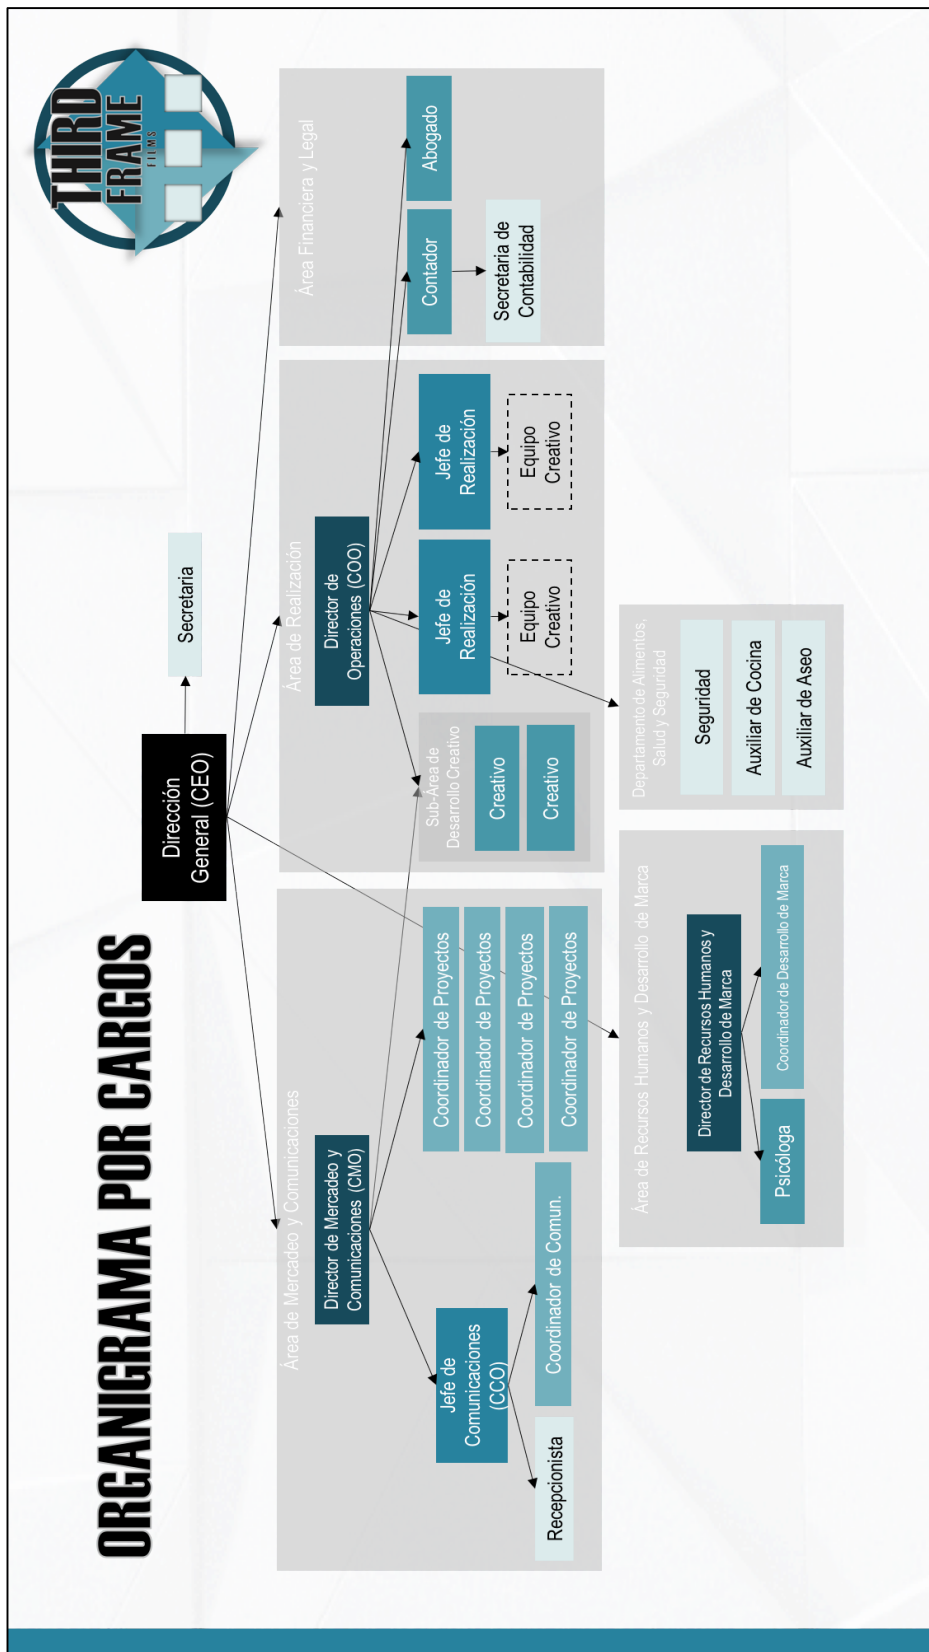 ORGANIGRAMA POR CARGOS
THIRD
FRAME
FILMS
Dirección
General (CEO)
Secretaria
Área de Mercadeo y Comunicaciones
Director de Mercadeo y
Comunicaciones (CMO)
Jefe de
Comunicaciones
(CCO)
Recepcionista
Coordinador de Comun.
Coordinador de Proyectos
Coordinador de Proyectos
Coordinador de Proyectos
Coordinador de Proyectos
Área de Realización
Director de
Operaciones (COO)
Sub-Area de
Desarrollo Creativo
Creativo
Creativo
Jefe de
Realización
Equipo
Creativo
Jefe de
Realización
Equipo
Creativo
Área Financiera y Legal
Contador
Abogado
Secretaria de
Contabilidad
Área de Recursos Humanos y Desarrollo de Marca
Director de Recursos Humanos y
Desarrollo de Marca
Psicóloga
Coordinador de Desarrollo de Marca
Departamento de Alimentos,
Salud y Seguridad
Seguridad
Auxiliar de Cocina
Auxiliar de Aseo